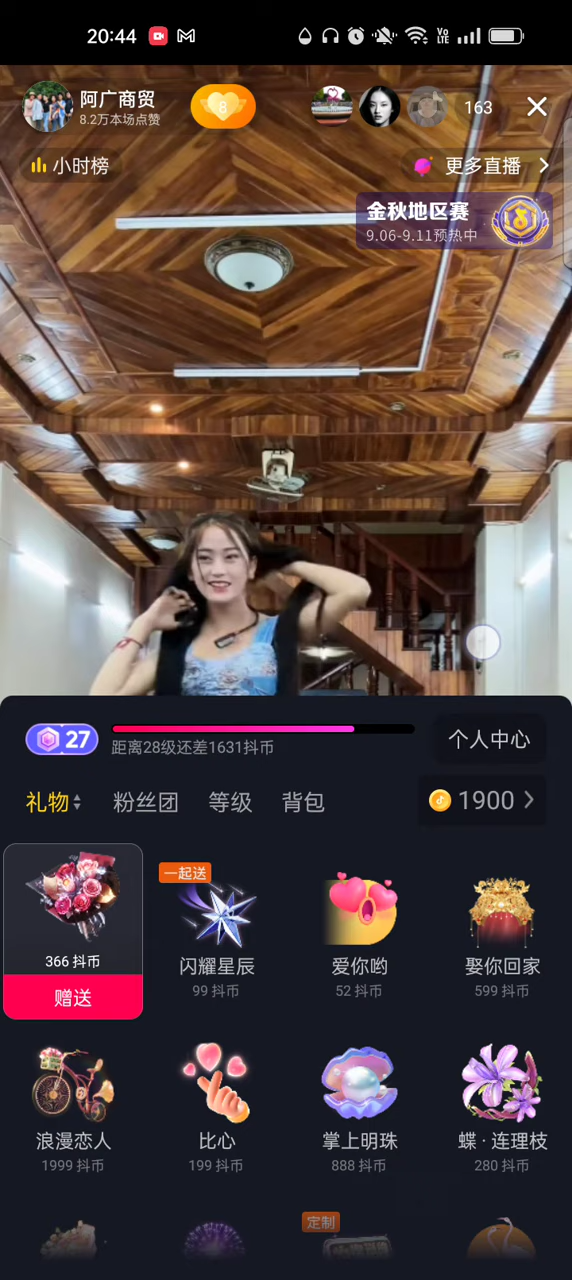 20:44
VoLTE
阿广商贸
8.2万本场点赞
8
163
小时榜
更多直播
金秋地区赛
9.06-9.11预热中
27
距离28级还差1631抖币
个人中心
礼物
粉丝团
等级
背包
1900
一起送
闪耀星辰
爱你哟
娶你回家
366 抖币
99 抖币
52 抖币
599 抖币
赠送
浪漫恋人
比心
掌上明珠
蝶·连理枝
1999 抖币
199 抖币
888 抖币
280 抖币
定制